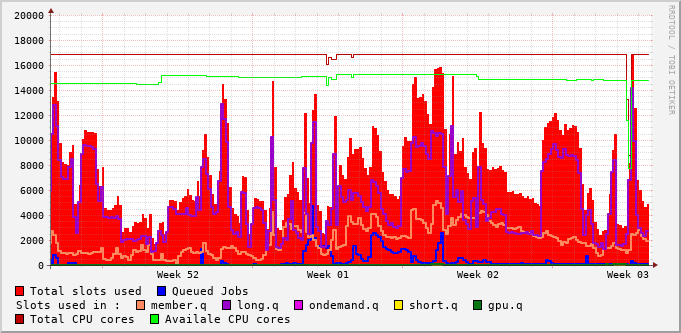 20000
18000
16000
14000
12000
10000
8000
6000
4000
2000
0
Week 52 Week 01 Week 02 Week 03
RRDTOOL / TOBI OETIKER
Total slots used Queued Jobs
Slots used in : member.q long.q ondemand.q short.q gpu.q
Total CPU cores Availale CPU cores